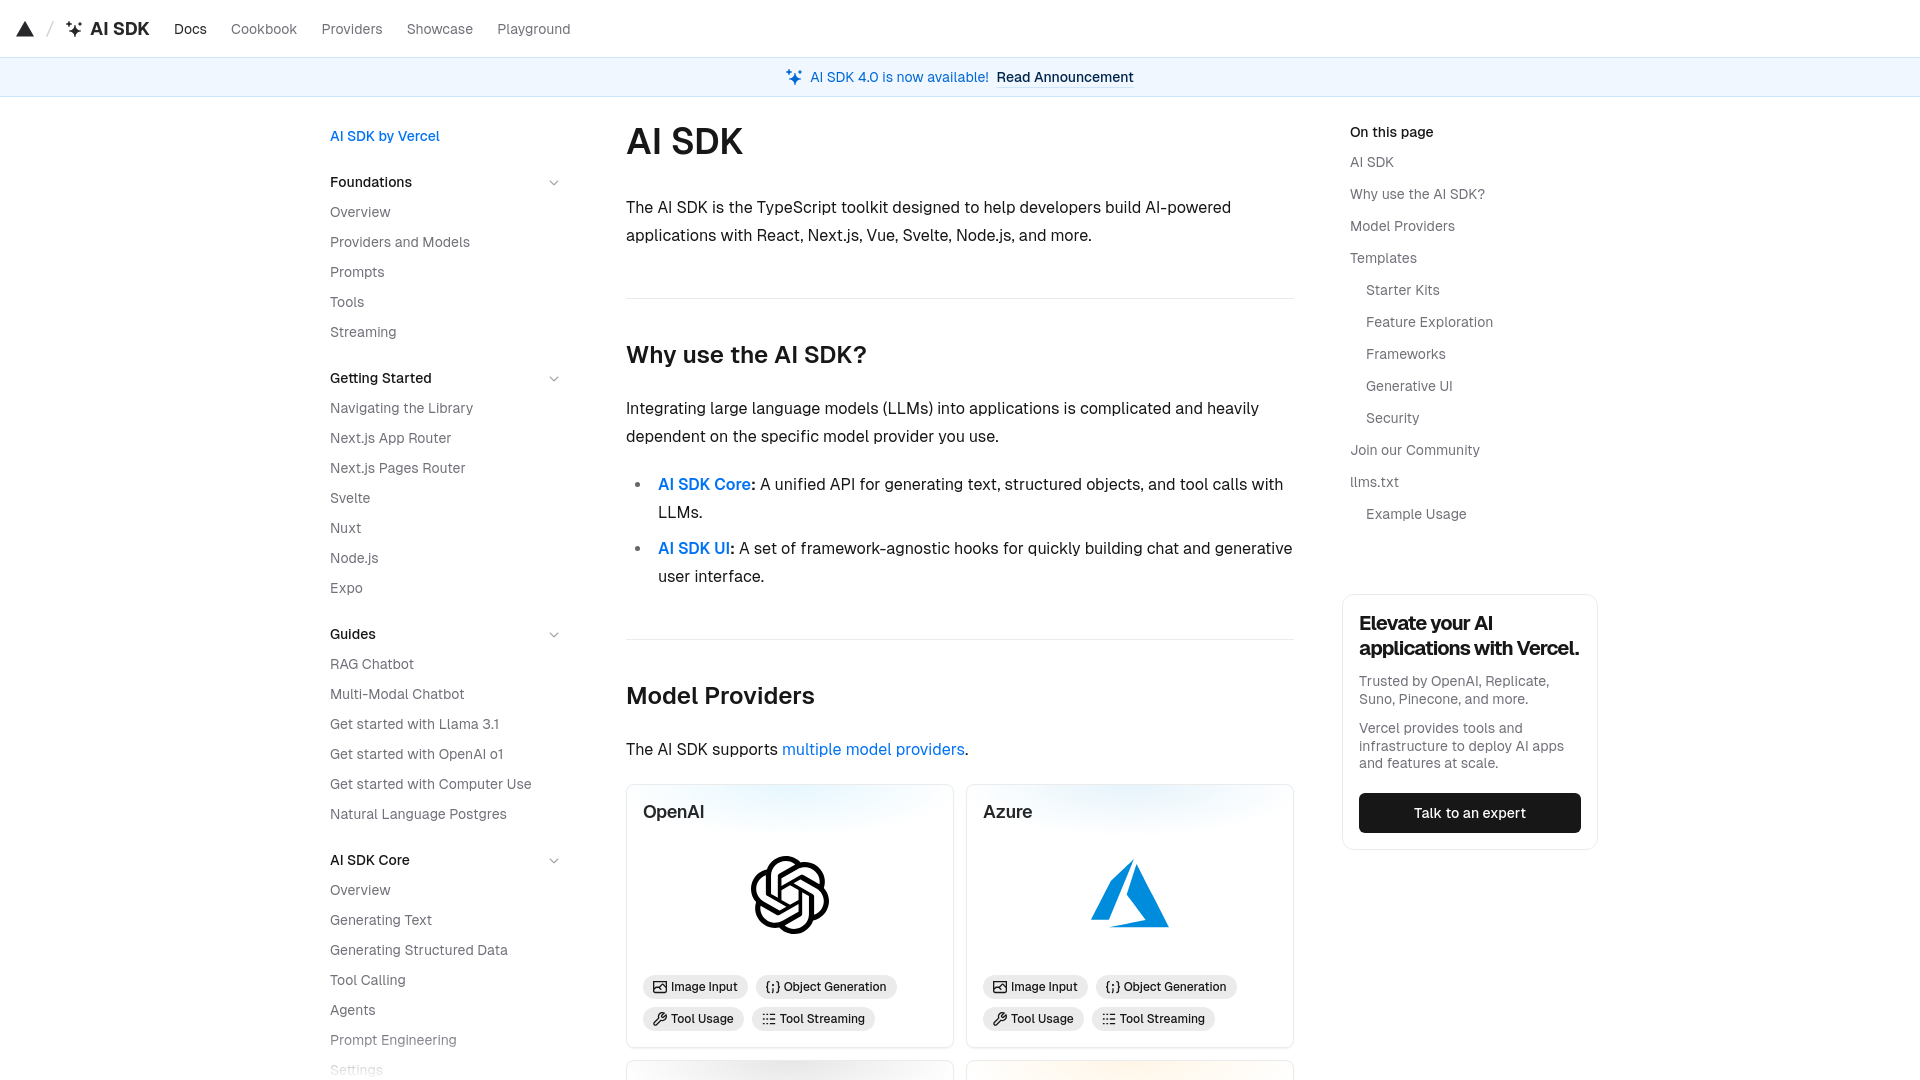 AI SDK
Docs
Cookbook
Providers
Showcase
Playground
AI SDK 4.0 is now available! Read Announcement
AI SDK by Vercel
Foundations
Overview
Providers and Models
Prompts
Tools
Streaming
Getting Started
Navigating the Library
Next.js App Router
Next.js Pages Router
Svelte
Nuxt
Node.js
Expo
Guides
RAG Chatbot
Multi-Modal Chatbot
Get started with Llama 3.1
Get started with OpenAI o1
Get started with Computer Use
Natural Language Postgres
AI SDK Core
Overview
Generating Text
Generating Structured Data
Tool Calling
Agents
Prompt Engineering
Settings
AI SDK
The AI SDK is the TypeScript toolkit designed to help developers build AI-powered
applications with React, Next.js, Vue, Svelte, Node.js, and more.
Why use the AI SDK?
Integrating large language models (LLMs) into applications is complicated and heavily
dependent on the specific model provider you use.
• AI SDK Core: A unified API for generating text, structured objects, and tool calls with
LLMs.
• AI SDK UI: A set of framework-agnostic hooks for quickly building chat and generative
user interface.
Model Providers
The AI SDK supports multiple model providers.
OpenAI
Image Input
Object Generation
Tool Usage
Tool Streaming
Azure
Image Input
Object Generation
Tool Usage
Tool Streaming
On this page
AI SDK
Why use the AI SDK?
Model Providers
Templates
Starter Kits
Feature Exploration
Frameworks
Generative UI
Security
Join our Community
llms.txt
Example Usage
Elevate your AI
applications with Vercel.
Trusted by OpenAI, Replicate,
Suno, Pinecone, and more.
Vercel provides tools and
infrastructure to deploy AI apps
and features at scale.
Talk to an expert